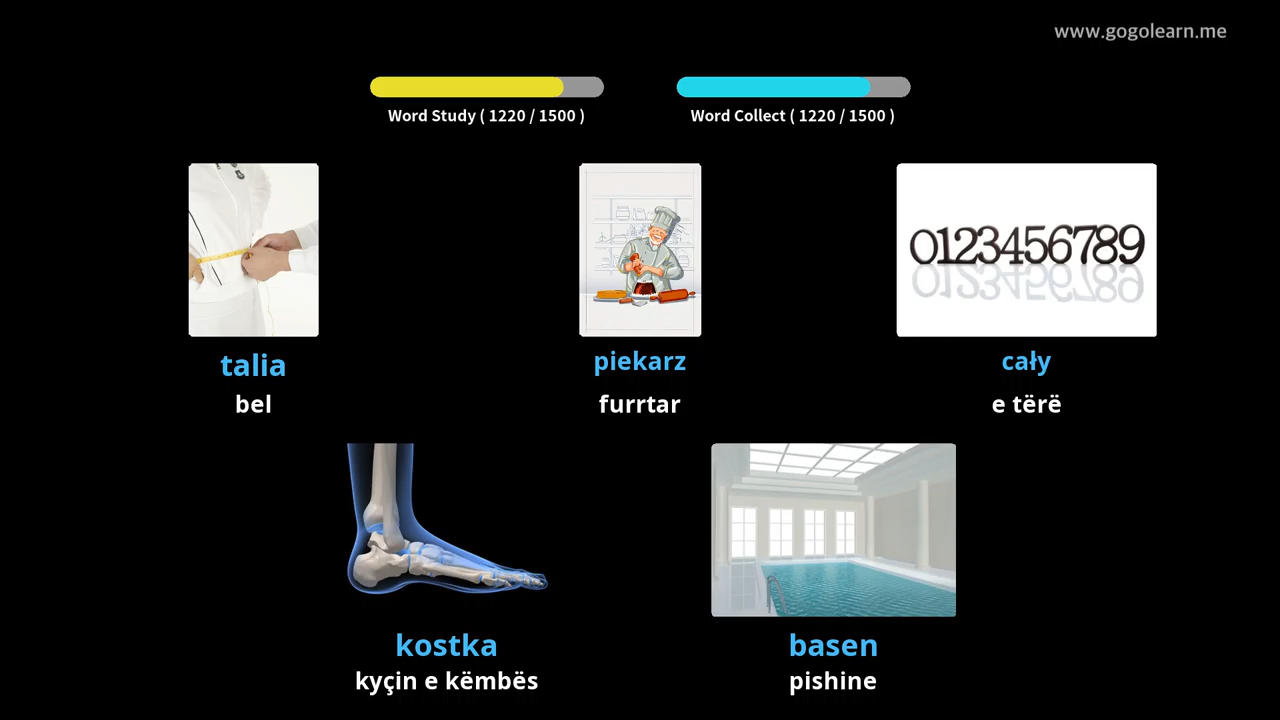 www.gogolearn.me
Word Study ( 1220 / 1500 )
Word Collect ( 1220 / 1500 )
0123456789
talia
piekarz
cały
bel
furrtar
e tërë
kostka
basen
kyçin e këmbës
pishine